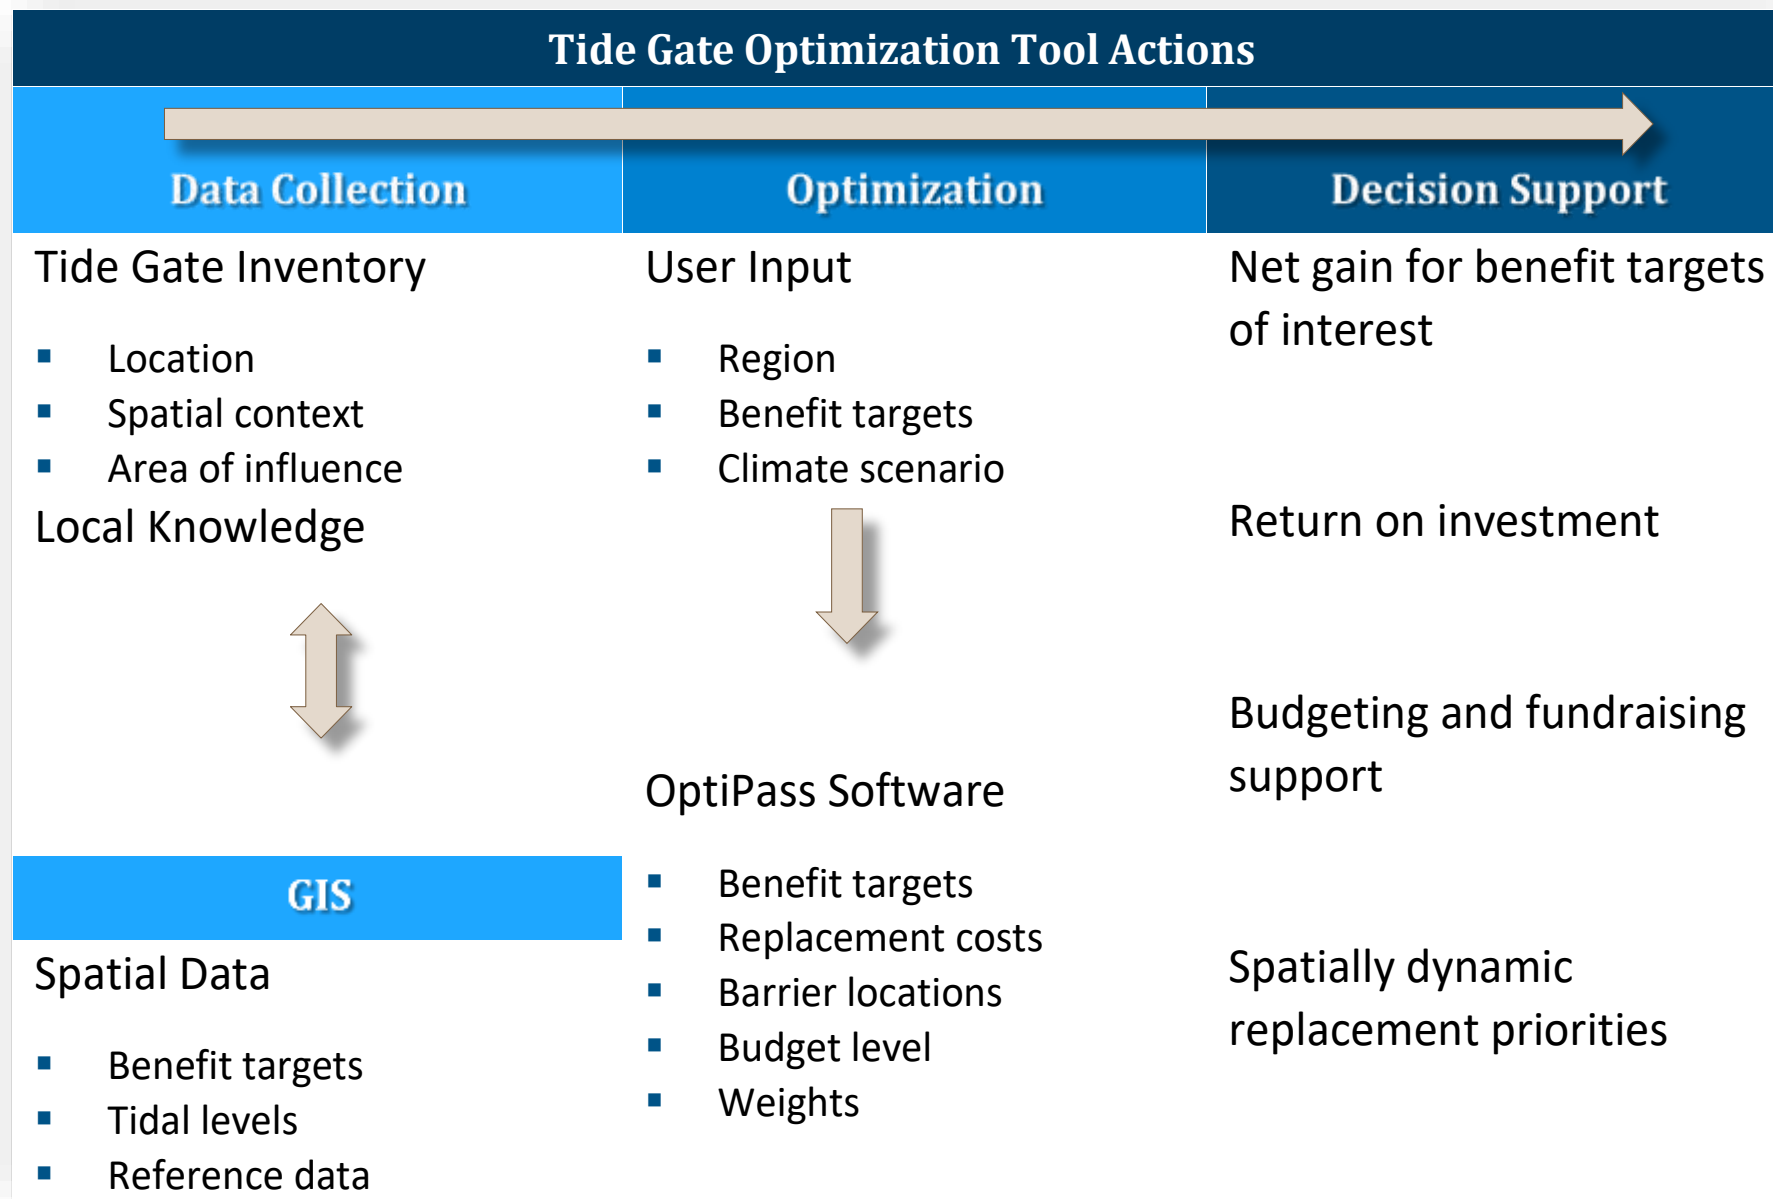 Tide Gate Optimization Tool Actions
Data Collection
Optimization
Decision Support
Tide Gate Inventory
Location
Spatial context
Area of influence
Local Knowledge
GIS
Spatial Data
Benefit targets
Tidal levels
Reference data
User Input
Region
Benefit targets
Climate scenario
OptiPass Software
Benefit targets
Replacement costs
Barrier locations
Budget level
Weights
Net gain for benefit targets
of interest
Return on investment
Budgeting and fundraising
support
Spatially dynamic
replacement priorities